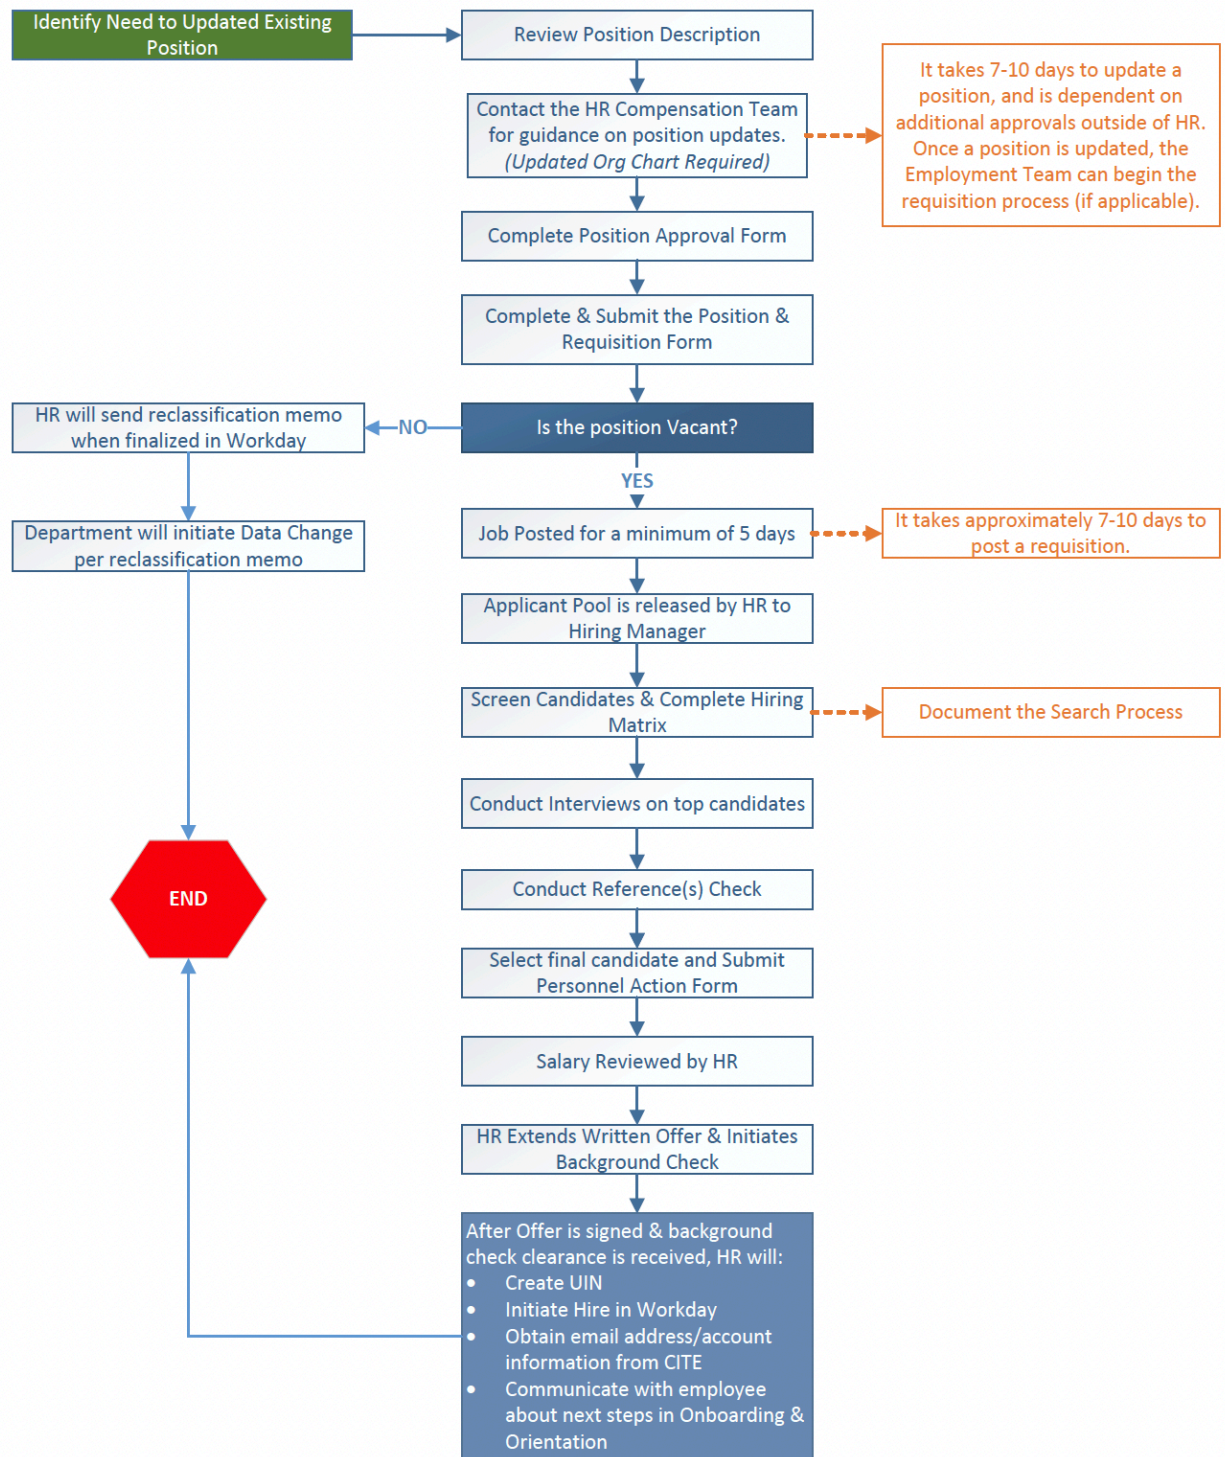 Identify Need to Updated Existing
Position
Review Position Description
It takes 7-10 days to update a
position, and is dependent on
additional approvals outside of HR.
Once a position is updated, the
Employment Team can begin the
requisition process (if applicable).
Contact the HR Compensation Team
for guidance on position updates.
(Updated Org Chart Required)
Complete Position Approval Form
Complete & Submit the Position &
Requisition Form
Is the position Vacant?
NO
HR will send reclassification memo
when finalized in Workday
Department will initiate Data Change
per reclassification memo
YES
Job Posted for a minimum of 5 days
It takes approximately 7-10 days to
post a requisition.
Applicant Pool is released by HR to
Hiring Manager
Screen Candidates & Complete Hiring
Matrix
Document the Search Process
Conduct Interviews on top candidates
Conduct Reference(s) Check
Select final candidate and Submit
Personnel Action Form
Salary Reviewed by HR
HR Extends Written Offer & Initiates
Background Check
After Offer is signed & background
check clearance is received, HR will:
• Create UIN
• Initiate Hire in Workday
• Obtain email address/account
information from CITE
• Communicate with employee
about next steps in Onboarding &
Orientation
END